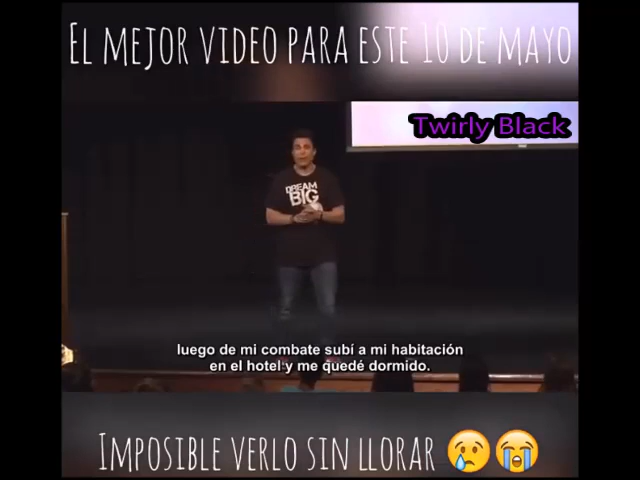 El mejor video para este 10 de mayo
Twirly Black
DREAM
BIG
luego de mi combate subí a mi habitación
en el hotel y me quedé dormido.
Imposible verlo sin llorar 😢😭